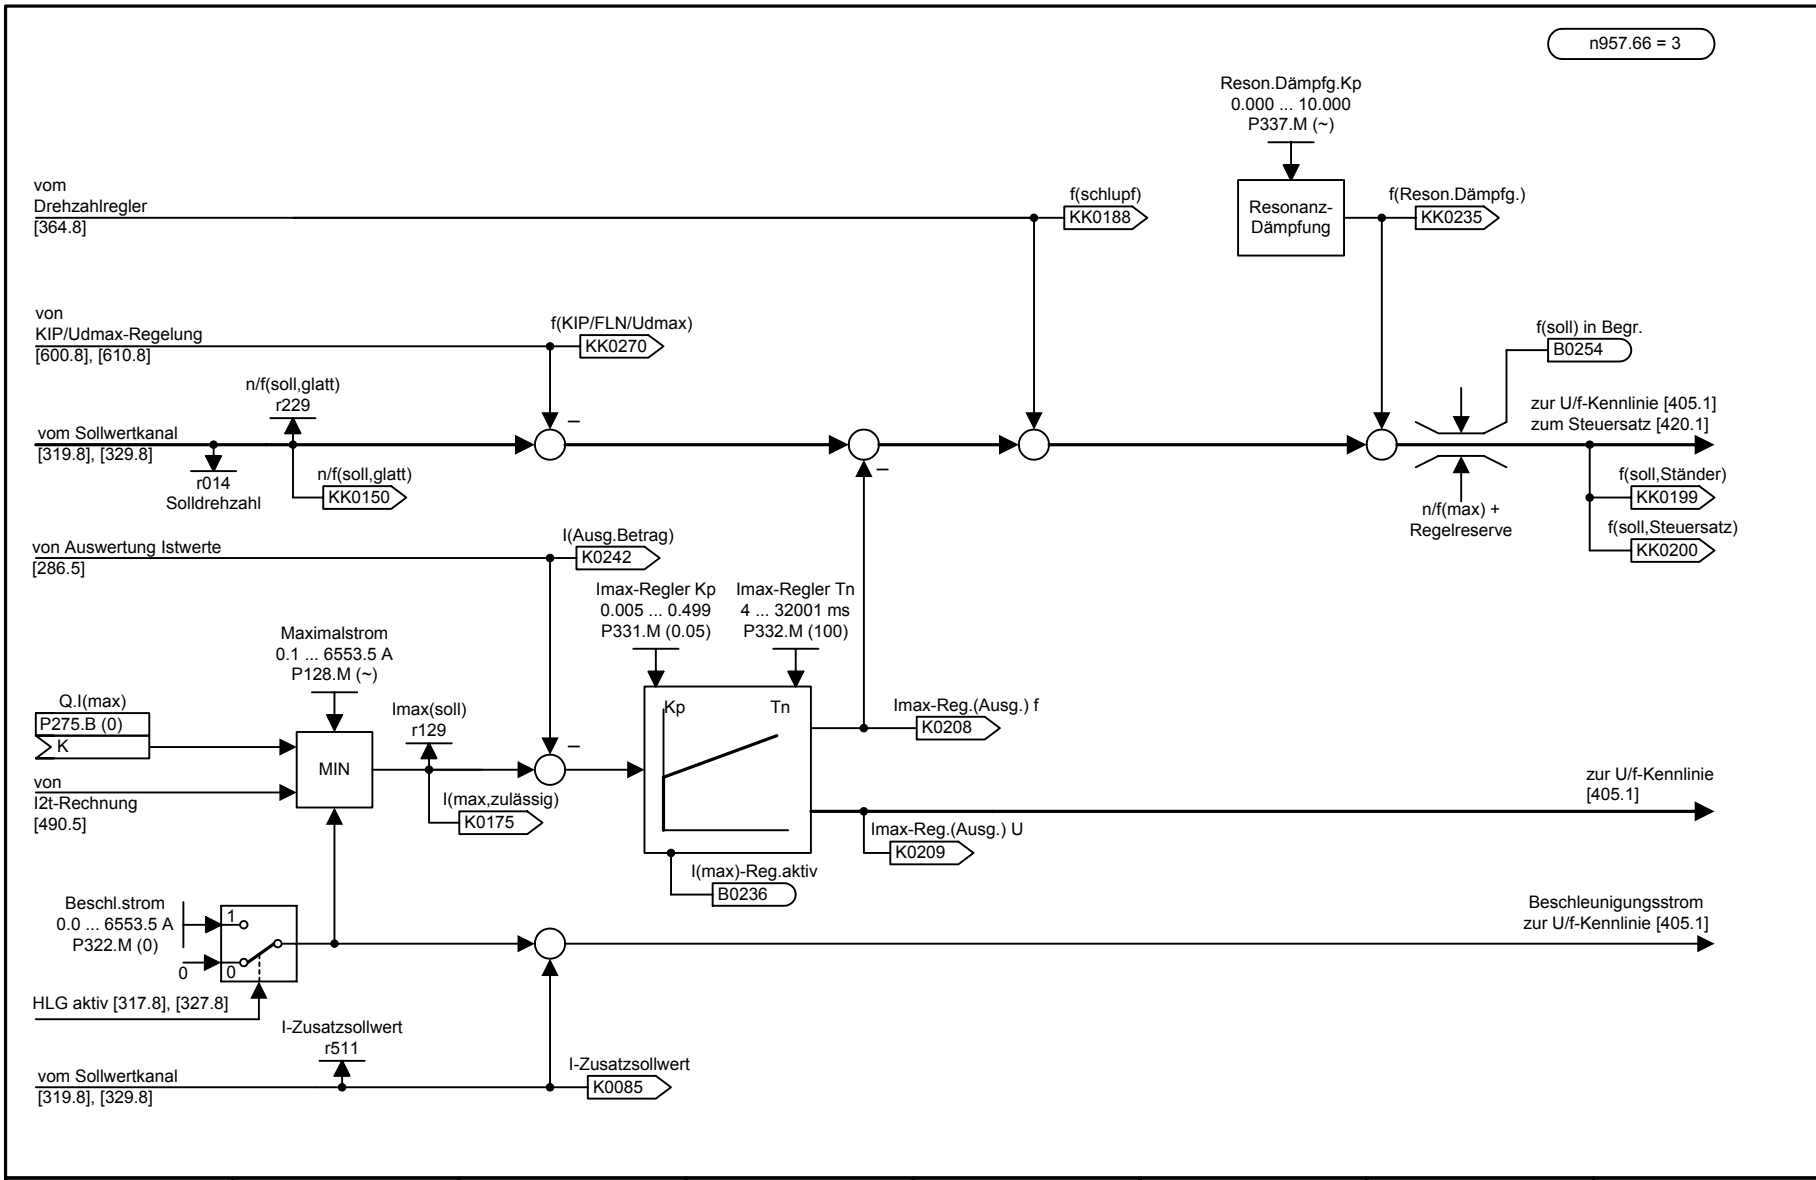 n957.66 = 3
Reson.Dämpfg.Kp
0.000 ... 10.000
P337.M (~)
vom
Drehzahlregler
[364.8]
f(schlupf)
KK0188
Resonanz-
Dämpfung
f(Reson.Dämpfg.)
KK0235
von
KIP/Udmax-Regelung
[600.8], [610.8]
f(KIP/FLN/Udmax)
KK0270
f(soll) in Begr.
B0254
n/f(soll,glatt)
r229
vom Sollwertkanal
[319.8], [329.8]
r014
Solldrehzahl
n/f(soll,glatt)
KK0150
–
–
zur U/f-Kennlinie [405.1]
zum Steuersatz [420.1]
n/f(max) +
Regelreserve
f(soll,Ständer)
KK0199
f(soll,Steuersatz)
KK0200
von Auswertung Istwerte
[286.5]
I(Ausg.Betrag)
K0242
Imax-Regler Kp
0.005 ... 0.499
P331.M (0.05)
Imax-Regler Tn
4 ... 32001 ms
P332.M (100)
Maximalstrom
0.1 ... 6553.5 A
P128.M (~)
Q.I(max)
P275.B (0)
K
von
I2t-Rechnung
[490.5]
MIN
Imax(soll)
r129
I(max,zulässig)
K0175
–
Kp
Tn
Imax-Reg.(Ausg.) f
K0208
zur U/f-Kennlinie
[405.1]
Imax-Reg.(Ausg.) U
K0209
I(max)-Reg.aktiv
B0236
Beschl.strom
0.0 ... 6553.5 A
P322.M (0)
1
0
0
HLG aktiv [317.8], [327.8]
Beschleunigungsstrom
zur U/f-Kennlinie [405.1]
I-Zusatzsollwert
r511
vom Sollwertkanal
[319.8], [329.8]
I-Zusatzsollwert
K0085